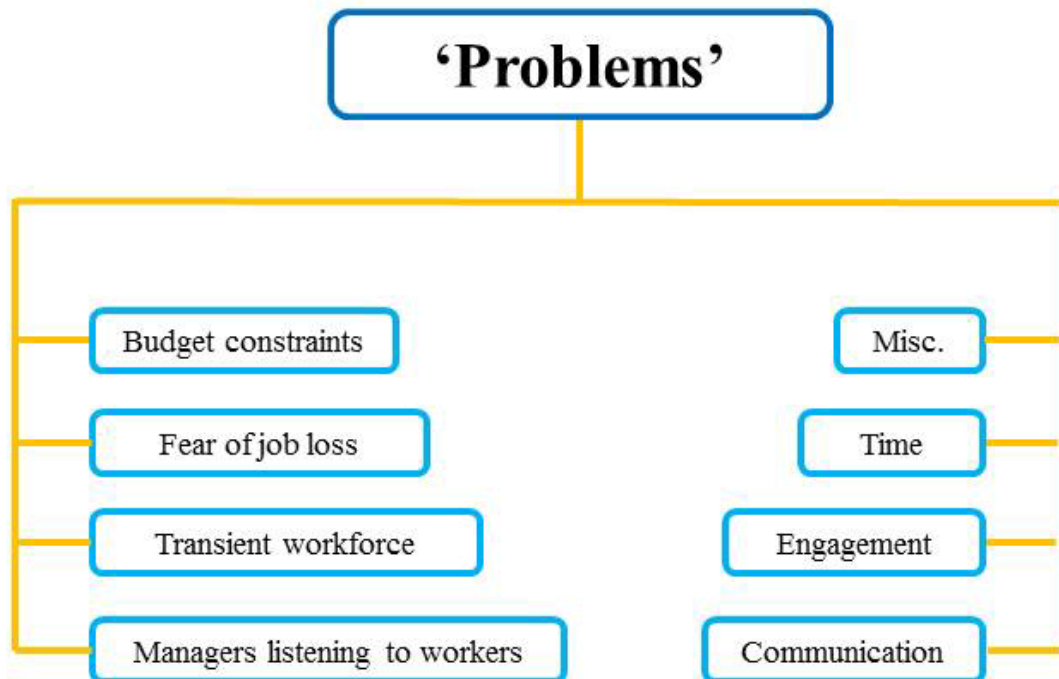 ‘Problems’
Budget constraints
Fear of job loss
Transient workforce
Managers listening to workers
Misc.
Time
Engagement
Communication